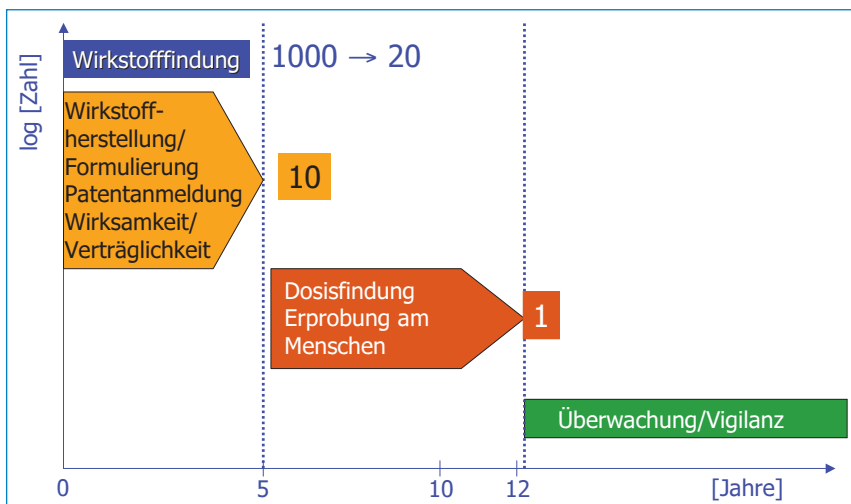 log [Zahl]
Wirkstofffindung
1000 → 20
Wirkstoff-
herstellung/
Formulierung
Patentanmeldung
Wirksamkeit/
Verträglichkeit
10
Dosisfindung
Erprobung am
Menschen
1
Überwachung/Vigilanz
0
5
10
12
[Jahre]